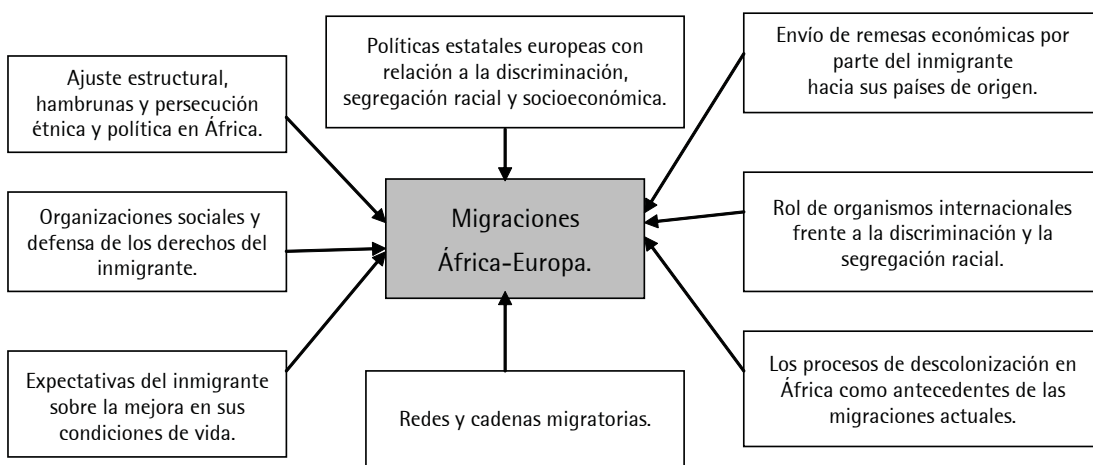 Ajuste estructural,
hambrunas y persecución
étnica y política en África.
Políticas estatales europeas con
relación a la discriminación,
segregación racial y socioeconómica.
Envío de remesas económicas por
parte del inmigrante
hacia sus países de origen.
Organizaciones sociales y
defensa de los derechos del
inmigrante.
Migraciones
África-Europa.
Rol de organismos internacionales
frente a la discriminación y la
segregación racial.
Expectativas del inmigrante
sobre la mejora en sus
condiciones de vida.
Redes y cadenas migratorias.
Los procesos de descolonización en
África como antecedentes de las
migraciones actuales.